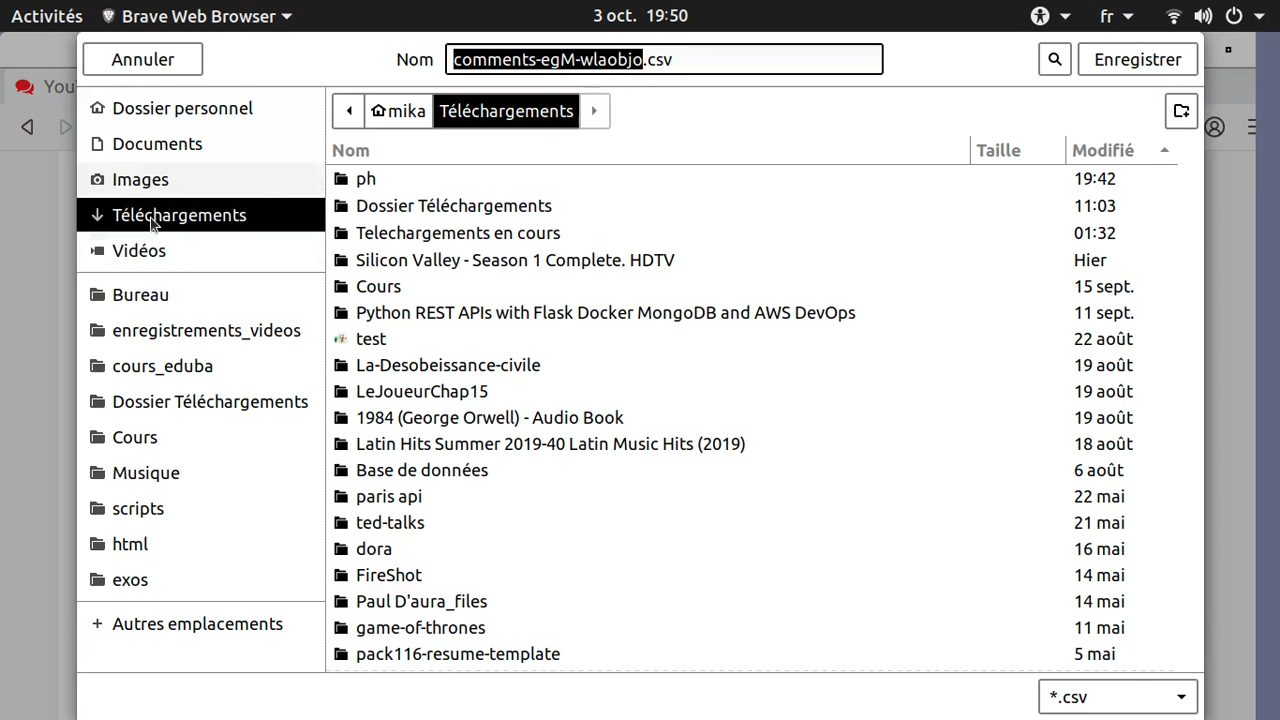 Activités Brave Web Browser 3 oct. 19:50 fr
You
Annuler Nom comments-egM-wlaobjo.csv Enregistrer
Dossier personnel
Documents
Images
Téléchargements
Vidéos
Bureau
enregistrements_videos
cours_eduba
Dossier Téléchargements
Cours
Musique
scripts
html
exos
+ Autres emplacements
mika Téléchargements
Nom Taille Modifié
ph 19:42
Dossier Téléchargements 11:03
Telechargements en cours 01:32
Silicon Valley - Season 1 Complete. HDTV Hier
Cours 15 sept.
Python REST APIs with Flask Docker MongoDB and AWS DevOps 11 sept.
test 22 août
La-Desobeissance-civile 19 août
LeJoueurChap15 19 août
1984 (George Orwell) - Audio Book 19 août
Latin Hits Summer 2019-40 Latin Music Hits (2019) 18 août
Base de données 6 août
paris api 22 mai
ted-talks 21 mai
dora 16 mai
FireShot 14 mai
Paul D'aura_files 14 mai
game-of-thrones 11 mai
pack116-resume-template 5 mai
*.csv